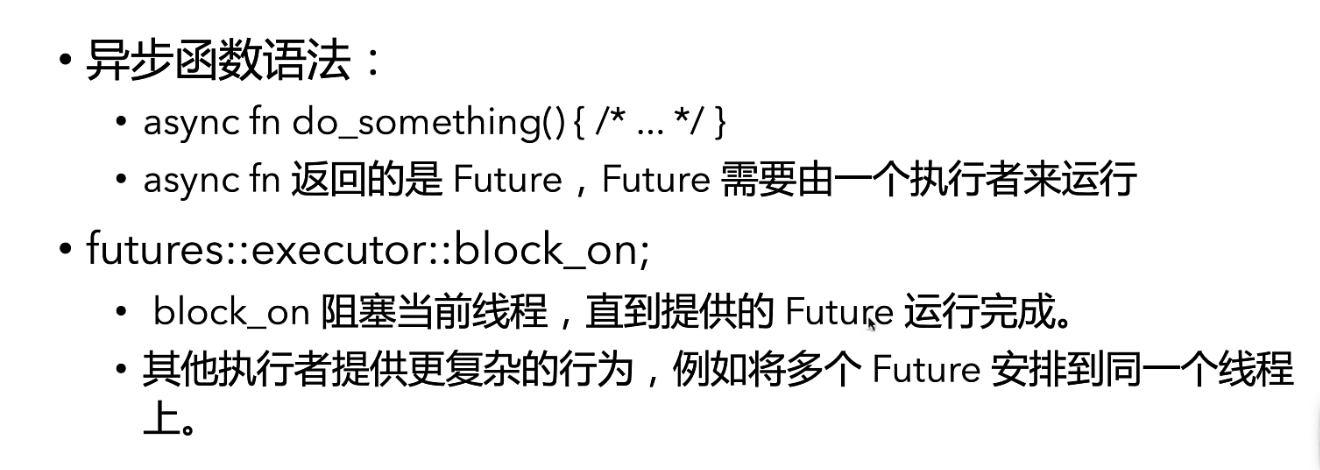 • 异步函数语法：
• async fn do_something() { /* ... */ }
• async fn 返回的是 Future，Future 需要由一个执行者来运行
• futures::executor::block_on;
• block_on 阻塞当前线程，直到提供的 Future 运行完成。
• 其他执行者提供更复杂的行为，例如将多个 Future 安排到同一个线程
上。